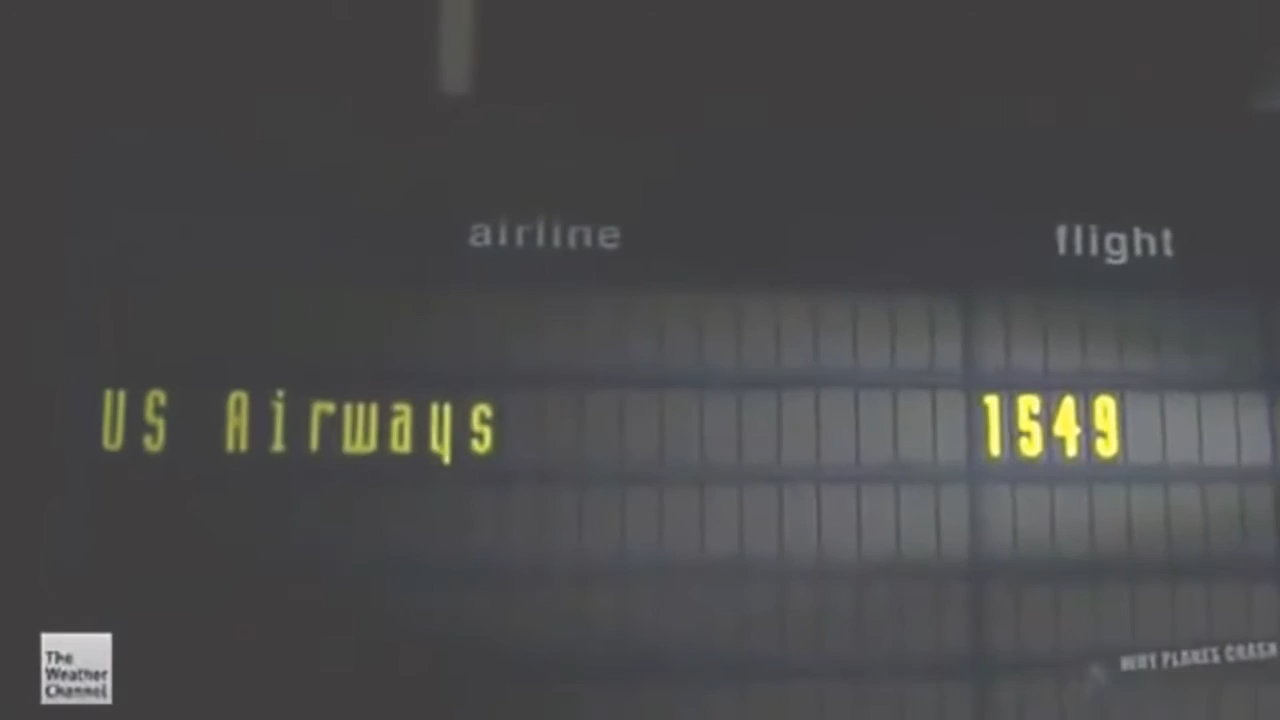 airline flight
US Airways 1549
The
Weather
Channel
WHY PLANES CRASH